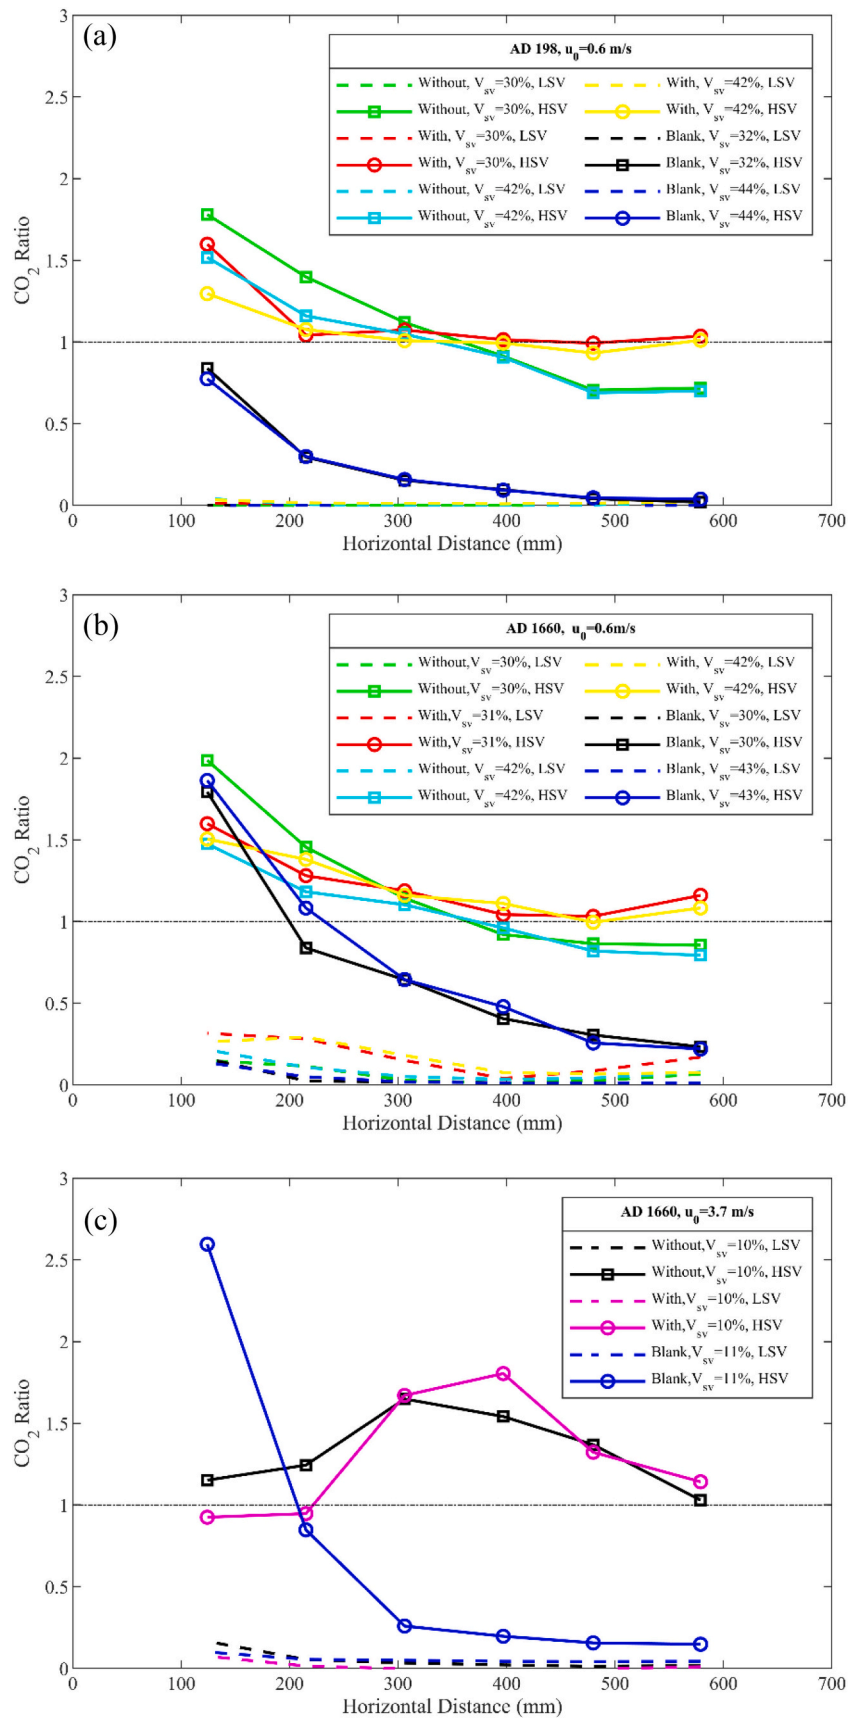 (a)
AD 198, u0=0.6 m/s
Without, Vsv=30%, LSV
Without, Vsv=30%, HSV
With, Vsv=30%, LSV
With, Vsv=30%, HSV
Without, Vsv=42%, LSV
Without, Vsv=42%, HSV
With, Vsv=42%, LSV
With, Vsv=42%, HSV
Blank, Vsv=32%, LSV
Blank, Vsv=32%, HSV
Blank, Vsv=44%, LSV
Blank, Vsv=44%, HSV
CO2 Ratio
3
2.5
2
1.5
1
0.5
0
0 100 200 300 400 500 600 700
Horizontal Distance (mm)
(b)
AD 1660, u0=0.6m/s
Without,Vsv=30%, LSV
Without,Vsv=30%, HSV
With,Vsv=31%, LSV
With,Vsv=31%, HSV
Without, Vsv=42%, LSV
Without, Vsv=42%, HSV
With, Vsv=42%, LSV
With, Vsv=42%, HSV
Blank, Vsv=30%, LSV
Blank, Vsv=30%, HSV
Blank, Vsv=43%, LSV
Blank, Vsv=43%, HSV
CO2 Ratio
3
2.5
2
1.5
1
0.5
0
0 100 200 300 400 500 600 700
Horizontal Distance (mm)
(c)
AD 1660, u0=3.7 m/s
Without,Vsv=10%, LSV
Without,Vsv=10%, HSV
With,Vsv=10%, LSV
With,Vsv=10%, HSV
Blank,Vsv=11%, LSV
Blank,Vsv=11%, HSV
CO2 Ratio
3
2.5
2
1.5
1
0.5
0
0 100 200 300 400 500 600 700
Horizontal Distance (mm)